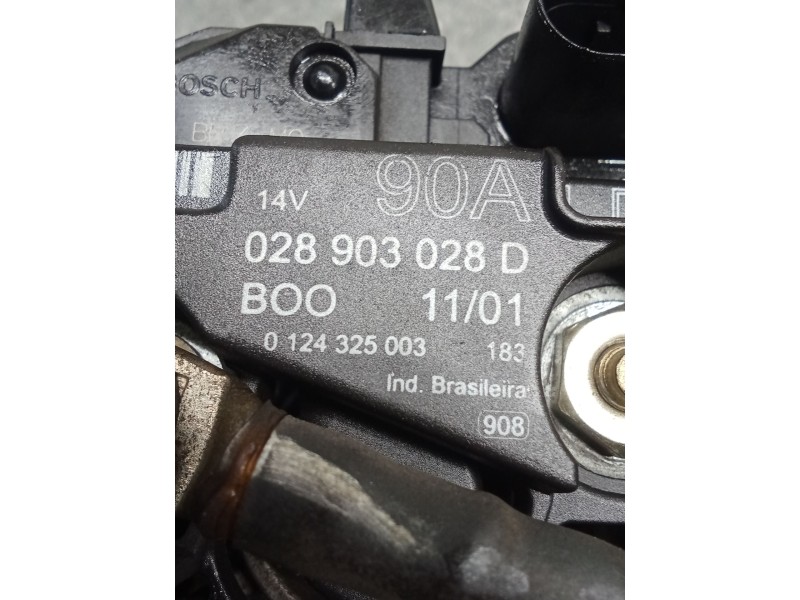 BOSCH
14V 90A
028 903 028 D
BOO 11/01
0 124 325 003 183
Ind. Brasileira
908